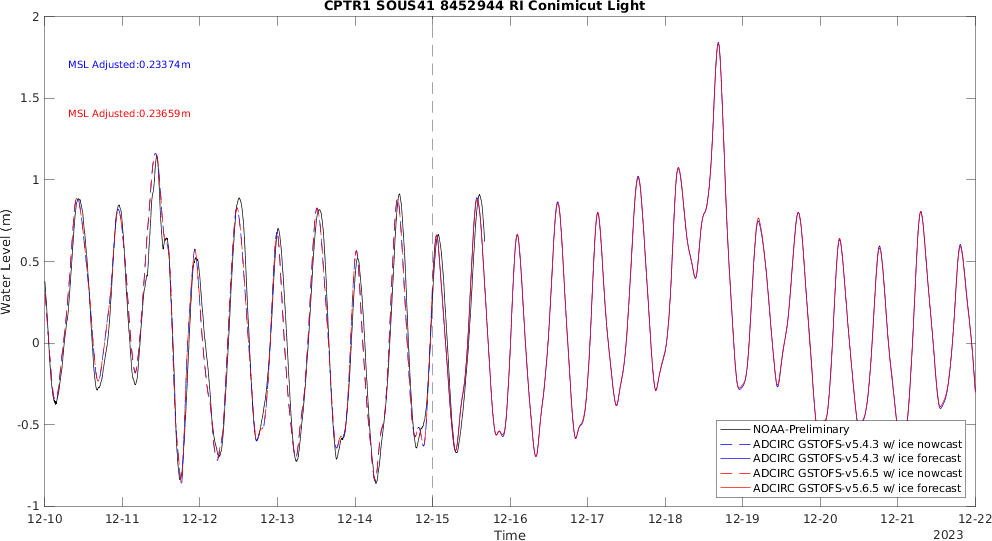 CPTR1 SOUS41 8452944 RI Conimicut Light
2
1.5
1
0.5
0
-0.5
-1
Water Level (m)
MSL Adjusted:0.23374m
MSL Adjusted:0.23659m
NOAA-Preliminary
ADCIRC GSTOFS-v5.4.3 w/ ice nowcast
ADCIRC GSTOFS-v5.4.3 w/ ice forecast
ADCIRC GSTOFS-v5.6.5 w/ ice nowcast
ADCIRC GSTOFS-v5.6.5 w/ ice forecast
12-10 12-11 12-12 12-13 12-14 12-15 12-16 12-17 12-18 12-19 12-20 12-21 12-22
Time
2023